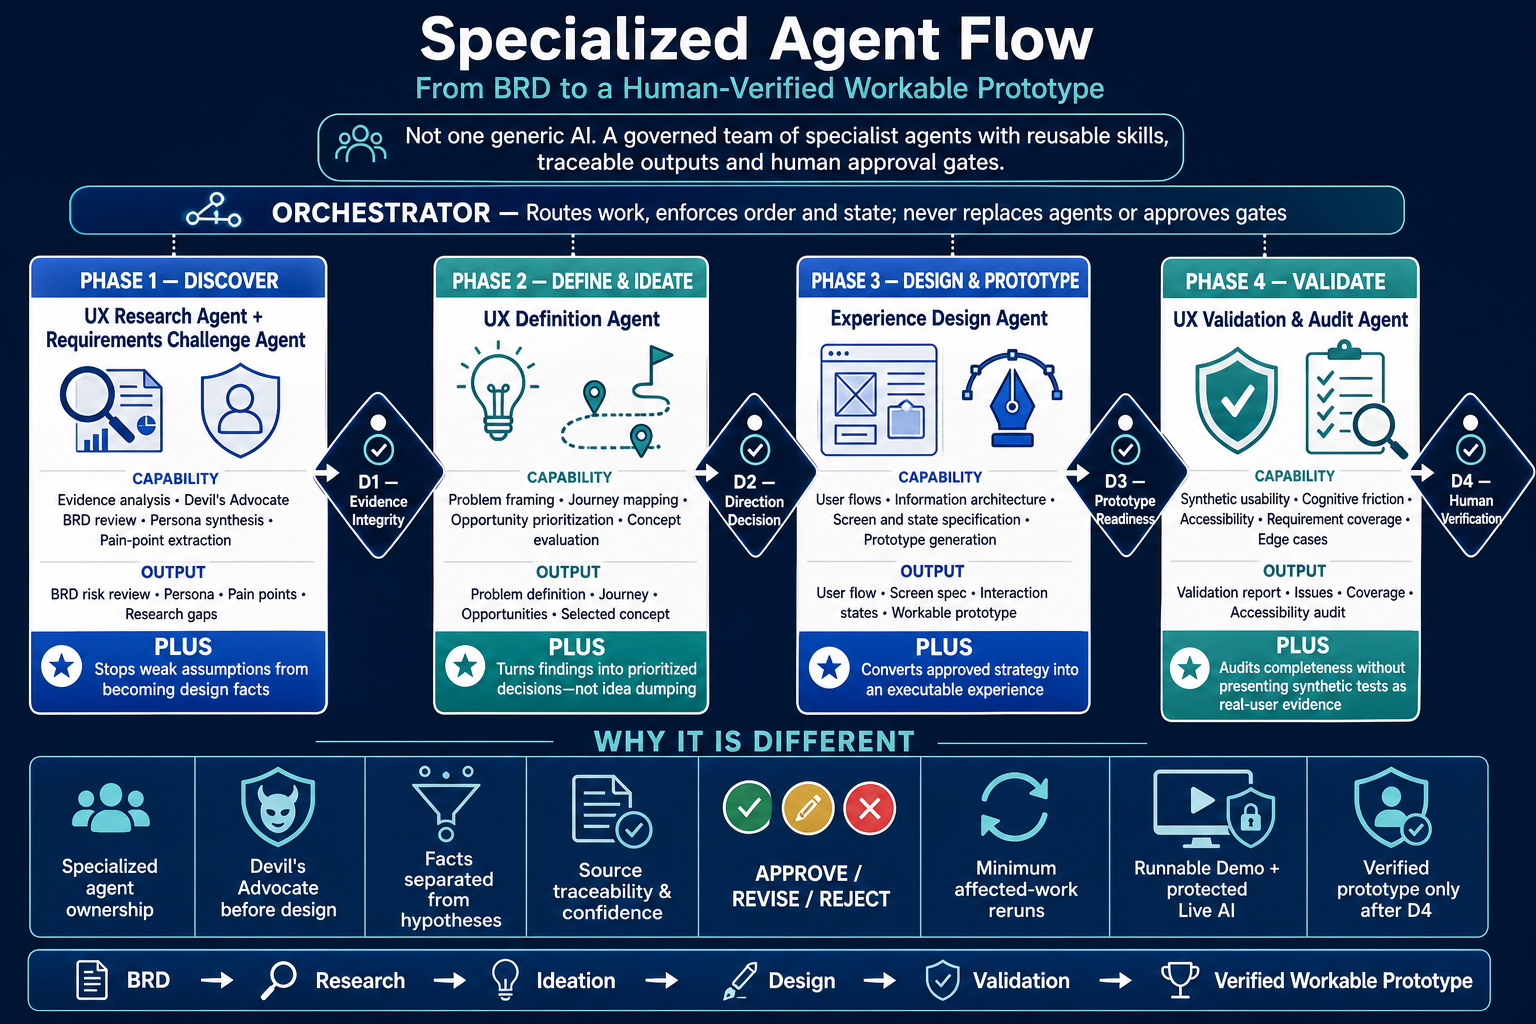 Specialized Agent Flow
From BRD to a Human-Verified Workable Prototype
Not one generic AI. A governed team of specialist agents with reusable skills,
traceable outputs and human approval gates.
ORCHESTRATOR — Routes work, enforces order and state; never replaces agents or approves gates
PHASE 1 — DISCOVER
UX Research Agent +
Requirements Challenge Agent
CAPABILITY
Evidence analysis • Devil's Advocate
BRD review • Persona synthesis •
Pain-point extraction
OUTPUT
BRD risk review • Persona • Pain points •
Research gaps
PLUS
Stops weak assumptions from
becoming design facts
D1 —
Evidence
Integrity
PHASE 2 — DEFINE & IDEATE
UX Definition Agent
CAPABILITY
Problem framing • Journey mapping •
Opportunity prioritization • Concept
evaluation
OUTPUT
Problem definition • Journey •
Opportunities • Selected concept
PLUS
Turns findings into prioritized
decisions—not idea dumping
D2 —
Direction
Decision
PHASE 3 — DESIGN & PROTOTYPE
Experience Design Agent
CAPABILITY
User flows • Information architecture •
Screen and state specification •
Prototype generation
OUTPUT
User flow • Screen spec • Interaction
states • Workable prototype
PLUS
Converts approved strategy into
an executable experience
D3 —
Prototype
Readiness
PHASE 4 — VALIDATE
UX Validation & Audit Agent
CAPABILITY
Synthetic usability • Cognitive friction •
Accessibility • Requirement coverage •
Edge cases
OUTPUT
Validation report • Issues • Coverage •
Accessibility audit
PLUS
Audits completeness without
presenting synthetic tests as
real-user evidence
D4 —
Human
Verification
WHY IT IS DIFFERENT
Specialized
agent
ownership
Devil's
Advocate
before design
Facts
separated
from
hypotheses
Source
traceability &
confidence
APPROVE /
REVISE / REJECT
Minimum
affected-work
reruns
Runnable Demo +
protected
Live AI
Verified
prototype only
after D4
BRD
Research
Ideation
Design
Validation
Verified Workable Prototype